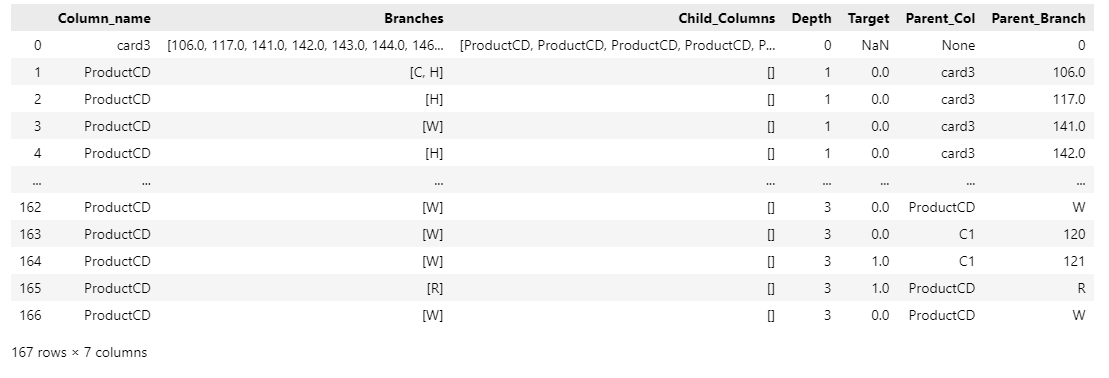 Column_name Branches Child_Columns Depth Target Parent_Col Parent_Branch
0 card3 [106.0, 117.0, 141.0, 142.0, 143.0, 144.0, 146... [ProductCD, ProductCD, ProductCD, ProductCD, P... 0 NaN None 0
1 ProductCD [C, H] [] 1 0.0 card3 106.0
2 ProductCD [H] [] 1 0.0 card3 117.0
3 ProductCD [W] [] 1 0.0 card3 141.0
4 ProductCD [H] [] 1 0.0 card3 142.0
... ... ... ... ... ... ... ...
162 ProductCD [W] [] 3 0.0 ProductCD W
163 ProductCD [W] [] 3 0.0 C1 120
164 ProductCD [W] [] 3 1.0 C1 121
165 ProductCD [R] [] 3 1.0 ProductCD R
166 ProductCD [W] [] 3 0.0 ProductCD W
167 rows × 7 columns